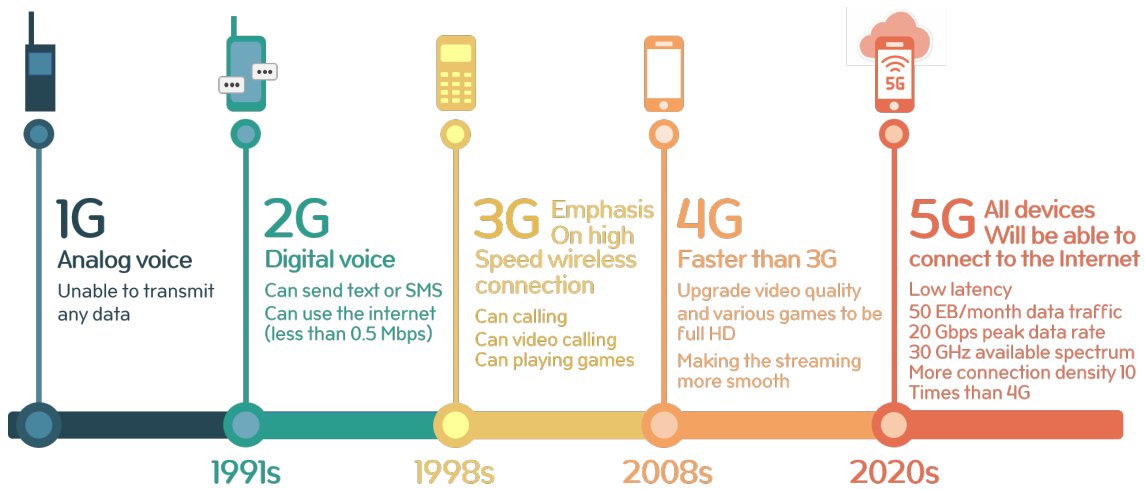 5G
1G
Analog voice
Unable to transmit
any data
2G
Digital voice
Can send text or SMS
Can use the internet
(less than 0.5 Mbps)
3G Emphasis
On high
Speed wireless
connection
Can calling
Can video calling
Can playing games
4G
Faster than 3G
Upgrade video quality
and various games to be
full HD
Making the streaming
more smooth
5G All devices
Will be able to
connect to the Internet
Low latency
50 EB/month data traffic
20 Gbps peak data rate
30 GHz available spectrum
More connection density 10
Times than 4G
1991s
1998s
2008s
2020s